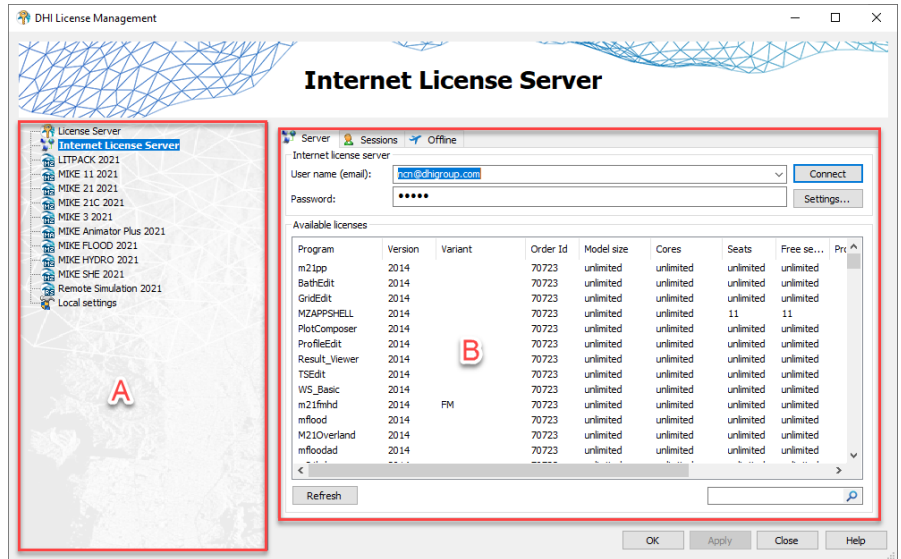 DHI License Management
Internet License Server
License Server
Internet License Server
LITPACK 2021
MIKE 11 2021
MIKE 21 2021
MIKE 21C 2021
MIKE 3 2021
MIKE Animator Plus 2021
MIKE FLOOD 2021
MIKE HYDRO 2021
MIKE SHE 2021
Remote Simulation 2021
Local settings
A
Server Sessions Offline
Internet license server
User name (email): ncn@dhigroup.com Connect
Password: ••••• Settings...
Available licenses
Program Version Variant Order Id Model size Cores Seats Free se... Prc
m21pp 2014 70723 unlimited unlimited unlimited unlimited
BathEdit 2014 70723 unlimited unlimited unlimited unlimited
GridEdit 2014 70723 unlimited unlimited unlimited unlimited
MZAPPSHELL 2014 70723 unlimited unlimited 11 11
PlotComposer 2014 70723 unlimited unlimited unlimited unlimited
ProfileEdit 2014 70723 unlimited unlimited unlimited unlimited
Result_Viewer 2014 70723 unlimited unlimited unlimited unlimited
TSEdit 2014 70723 unlimited unlimited unlimited unlimited
WS_Basic 2014 70723 unlimited unlimited unlimited unlimited
m21fmhd 2014 FM 70723 unlimited unlimited unlimited unlimited
mflood 2014 70723 unlimited unlimited unlimited unlimited
M21Overland 2014 70723 unlimited unlimited unlimited unlimited
mfloodad 2014 70723 unlimited unlimited unlimited unlimited
B
Refresh
OK Apply Close Help